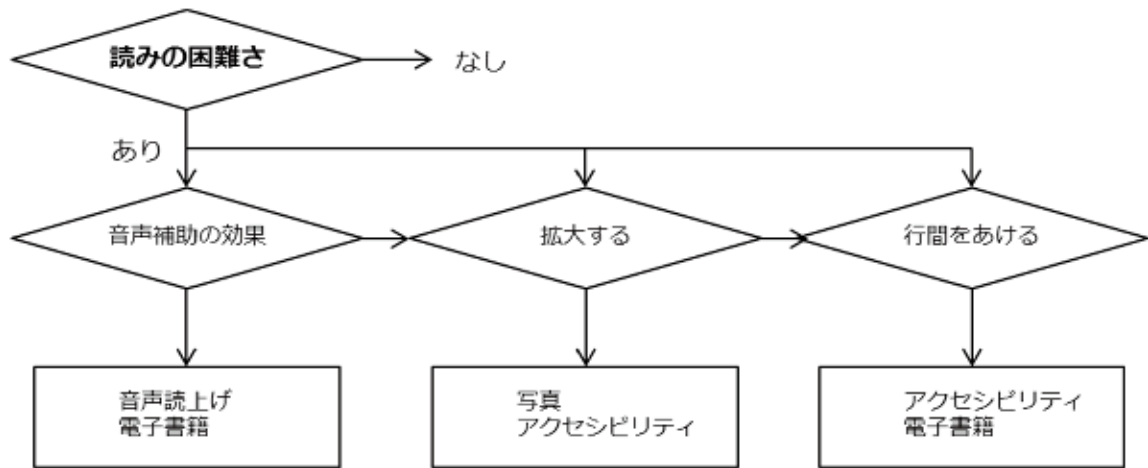 読みの困難さ
なし
あり
音声補助の効果
拡大する
行間をあける
音声読上げ
電子書籍
写真
アクセシビリティ
アクセシビリティ
電子書籍